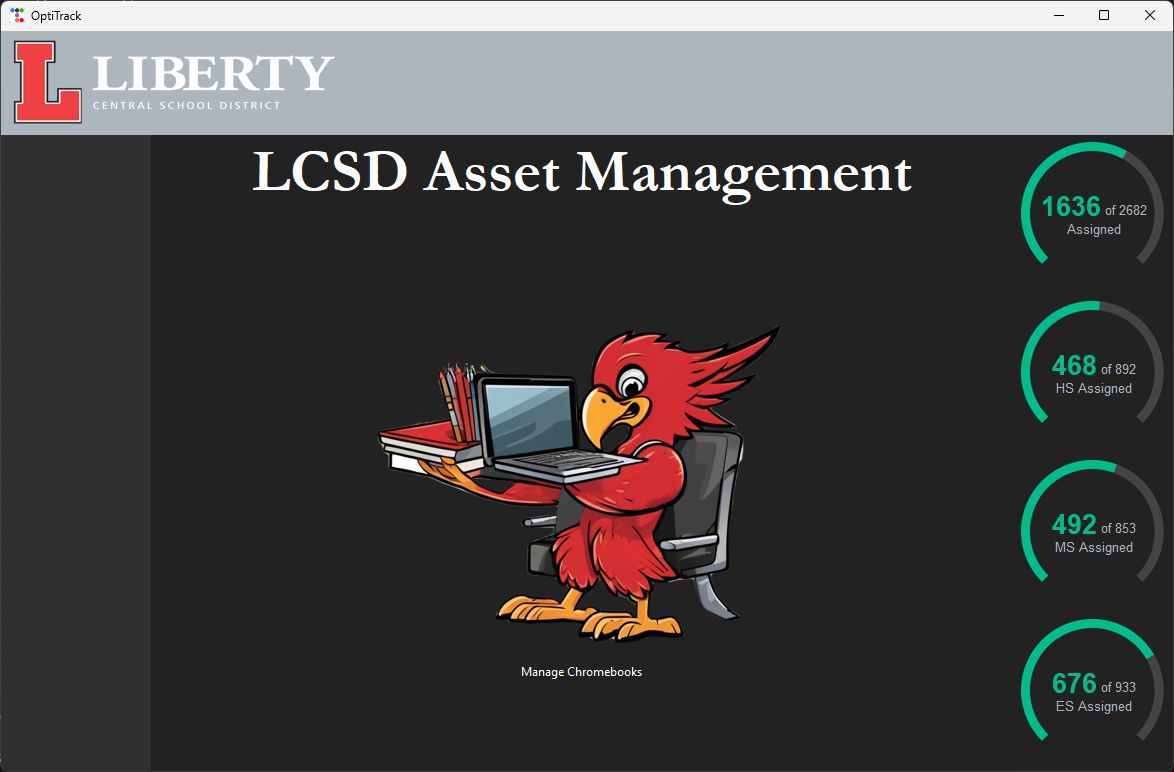 OptiTrack
L LIBERTY
CENTRAL SCHOOL DISTRICT
LCSD Asset Management
1636 of 2682
Assigned
468 of 892
HS Assigned
492 of 853
MS Assigned
676 of 933
ES Assigned
Manage Chromebooks